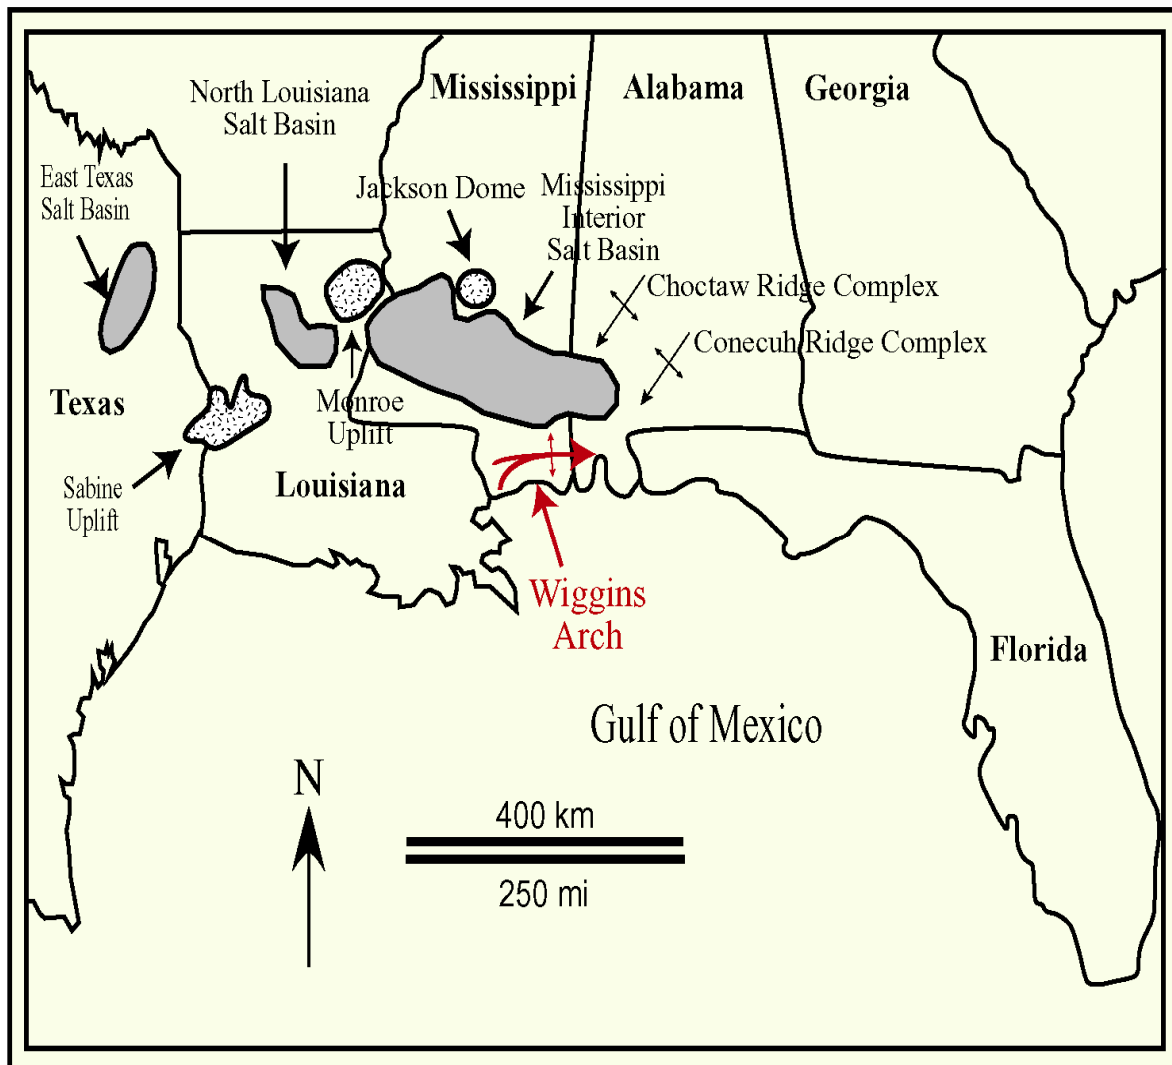 Mississippi
Alabama
Georgia
North Louisiana
Salt Basin
East Texas
Salt Basin
Jackson Dome
Mississippi
Interior
Salt Basin
Choctaw Ridge Complex
Conecuh Ridge Complex
Texas
Monroe
Uplift
Sabine
Uplift
Louisiana
Wiggins
Arch
Florida
Gulf of Mexico
N
400 km
250 mi